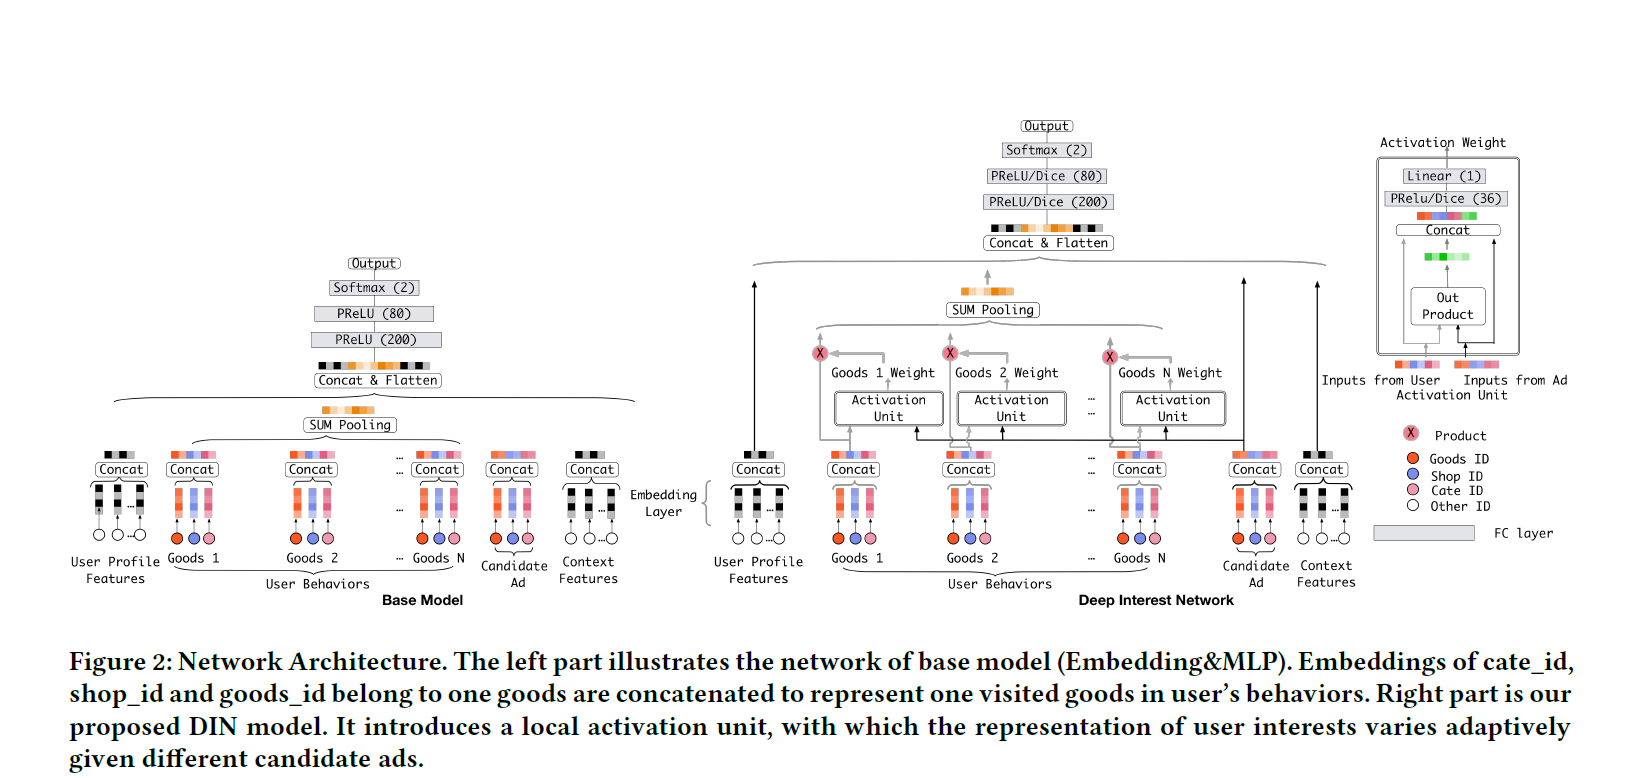 Output
Softmax (2)
PReLU (80)
PReLU (200)
Concat & Flatten
SUM Pooling
Concat Concat Concat ... Concat Concat Concat
... ... ...
User Profile Features
Goods 1 Goods 2 ... Goods N
User Behaviors
Candidate Ad
Context Features
Base Model
Embedding Layer
Output
Softmax (2)
PReLU/Dice (80)
PReLU/Dice (200)
Concat & Flatten
SUM Pooling
X X X
Goods 1 Weight Goods 2 Weight Goods N Weight
Activation Unit Activation Unit ... Activation Unit
Concat Concat Concat ... Concat Concat Concat
... ... ...
User Profile Features
Goods 1 Goods 2 ... Goods N
User Behaviors
Candidate Ad
Context Features
Deep Interest Network
Activation Weight
Linear (1)
PRelu/Dice (36)
Concat
Out Product
Inputs from User Inputs from Ad
Activation Unit
X Product
Goods ID
Shop ID
Cate ID
Other ID
FC layer
Figure 2: Network Architecture. The left part illustrates the network of base model (Embedding&MLP). Embeddings of cate_id,
shop_id and goods_id belong to one goods are concatenated to represent one visited goods in user's behaviors. Right part is our
proposed DIN model. It introduces a local activation unit, with which the representation of user interests varies adaptively
given different candidate ads.